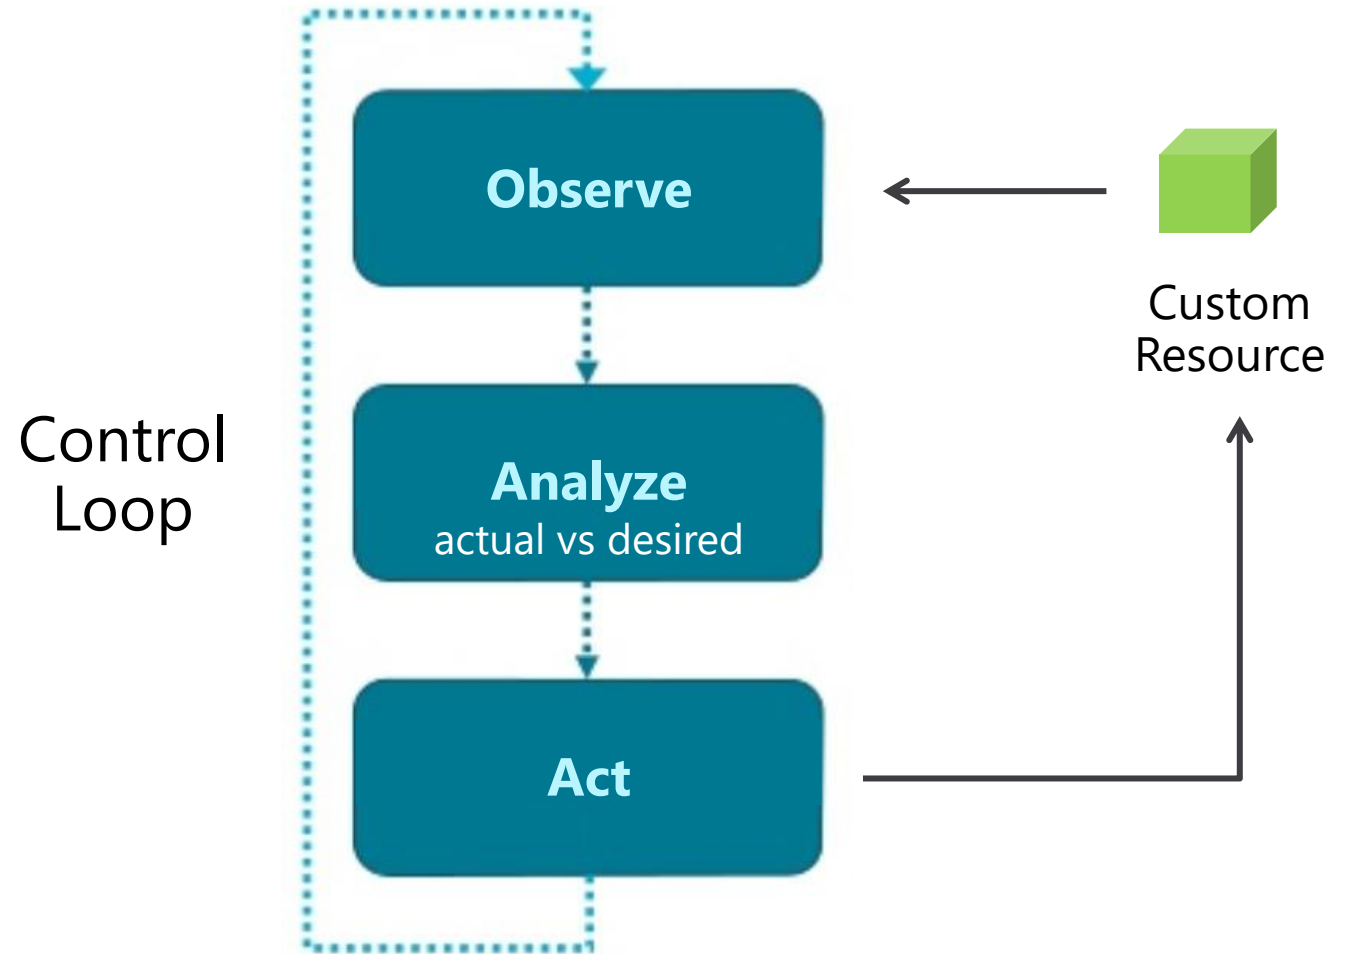 Observe
Custom
Resource
Control
Loop
Analyze
actual vs desired
Act